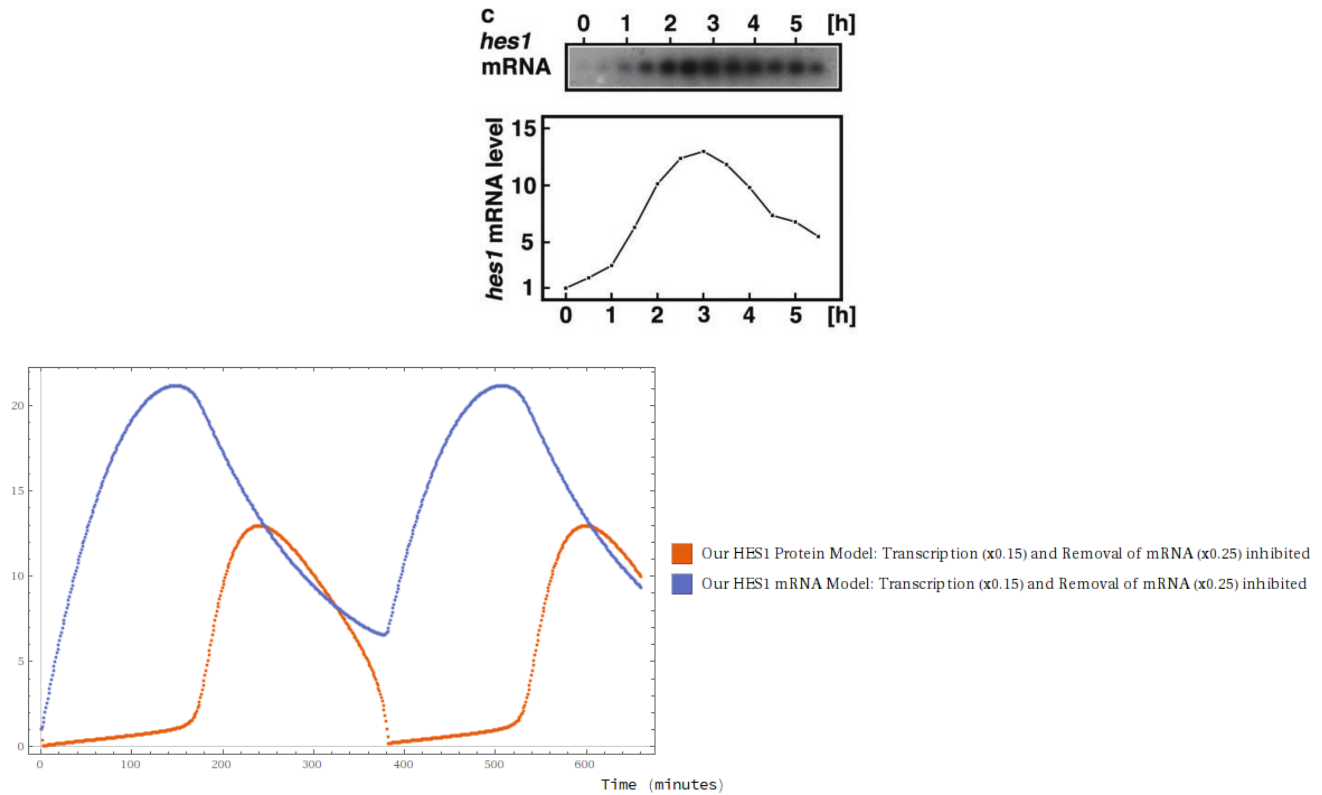 c
0 1 2 3 4 5 [h]
hes1
mRNA
hes1 mRNA level
15
10
5
1
0 1 2 3 4 5 [h]
20
15
10
5
0
0 100 200 300 400 500 600
Time (minutes)
Our HES1 Protein Model: Transcription (x0.15) and Removal of mRNA (x0.25) inhibited
Our HES1 mRNA Model: Transcription (x0.15) and Removal of mRNA (x0.25) inhibited